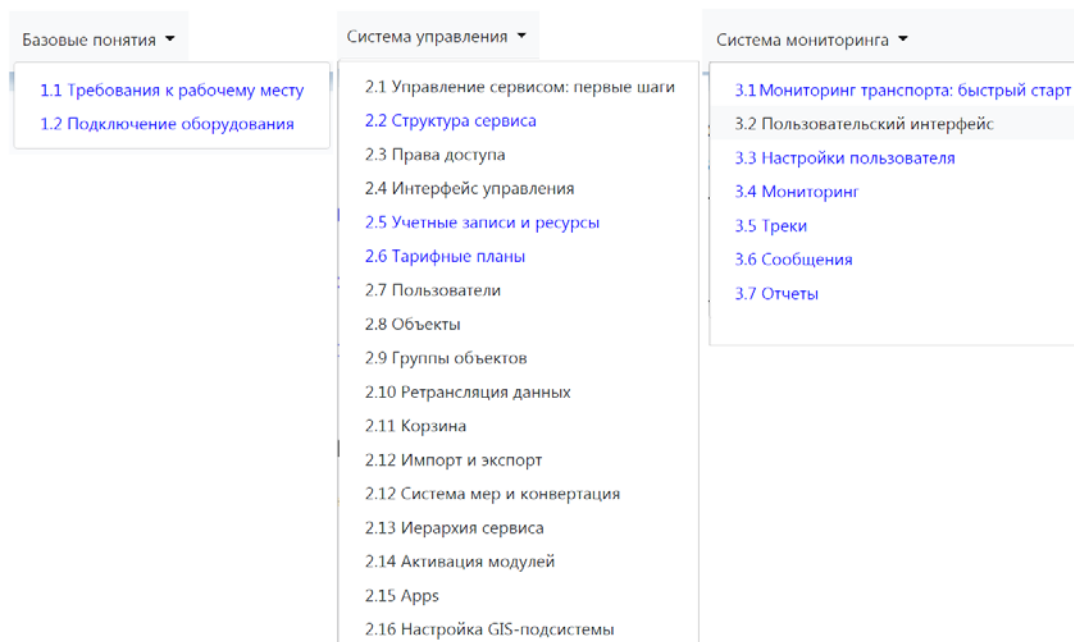 Базовые понятия
1.1 Требования к рабочему месту
1.2 Подключение оборудования
Система управления
2.1 Управление сервисом: первые шаги
2.2 Структура сервиса
2.3 Права доступа
2.4 Интерфейс управления
2.5 Учетные записи и ресурсы
2.6 Тарифные планы
2.7 Пользователи
2.8 Объекты
2.9 Группы объектов
2.10 Ретрансляция данных
2.11 Корзина
2.12 Импорт и экспорт
2.12 Система мер и конвертация
2.13 Иерархия сервиса
2.14 Активация модулей
2.15 Apps
2.16 Настройка GIS-подсистемы
Система мониторинга
3.1 Мониторинг транспорта: быстрый старт
3.2 Пользовательский интерфейс
3.3 Настройки пользователя
3.4 Мониторинг
3.5 Треки
3.6 Сообщения
3.7 Отчеты